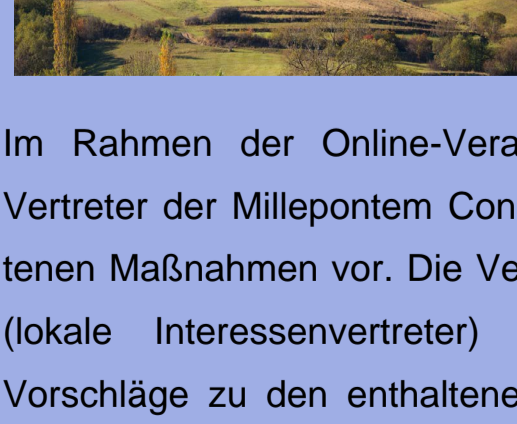 Im Rahmen der Online-Vera
Vertreter der Millepontem Con
tenen Maßnahmen vor. Die Ve
(lokale Interessenvertreter)
Vorschläge zu den enthaltene